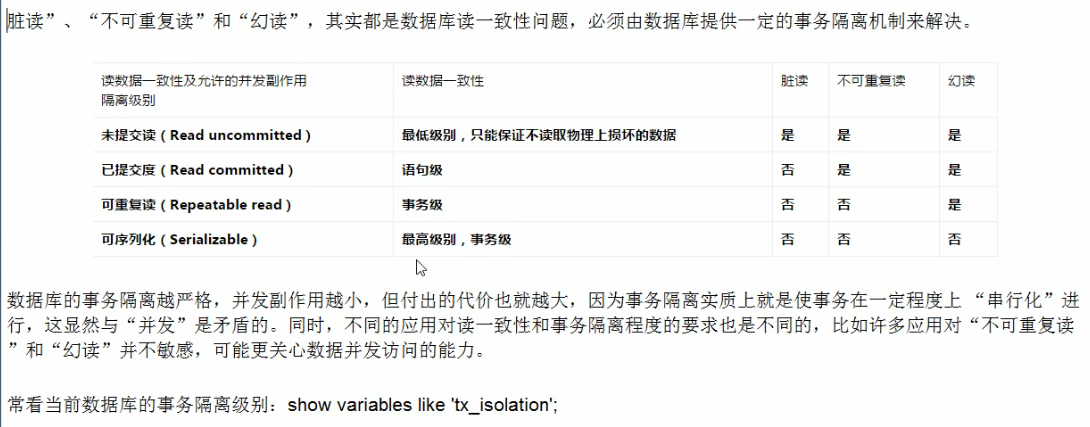 脏读”、“不可重复读”和“幻读”，其实都是数据库读一致性问题，必须由数据库提供一定的事务隔离机制来解决。
读数据一致性及允许的并发副作用
隔离级别
读数据一致性
脏读
不可重复读
幻读
未提交读（Read uncommitted）
最低级别，只能保证不读取物理上损坏的数据
是
是
是
已提交度（Read committed）
语句级
否
是
是
可重复读（Repeatable read）
事务级
否
否
是
可序列化（Serializable）
最高级别，事务级
否
否
否
数据库的事务隔离越严格，并发副作用越小，但付出的代价也就越大，因为事务隔离实质上就是使事务在一定程度上 “串行化”进
行，这显然与“并发”是矛盾的。同时，不同的应用对读一致性和事务隔离程度的要求也是不同的，比如许多应用对“不可重复读
”和“幻读”并不敏感，可能更关心数据并发访问的能力。
常看当前数据库的事务隔离级别：show variables like 'tx_isolation';